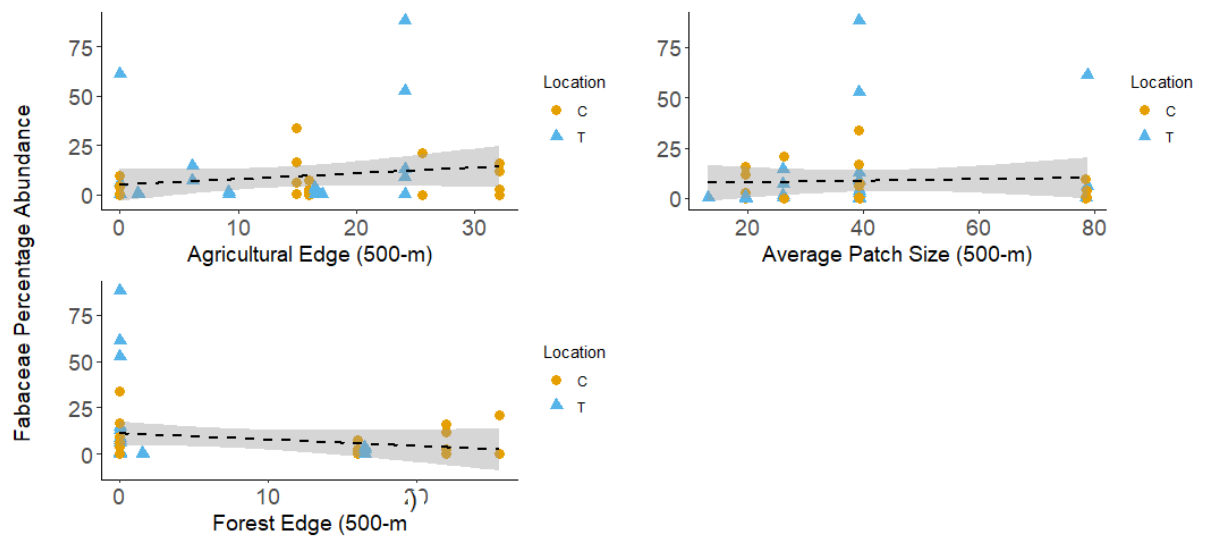 Fabaceae Percentage Abundance
75
50
25
0
0
10
20
30
Agricultural Edge (500-m)
Location
C
T
75
50
25
0
20
40
60
80
Average Patch Size (500-m)
Location
C
T
75
50
25
0
0
10
20
)
Forest Edge (500-m
Location
C
T